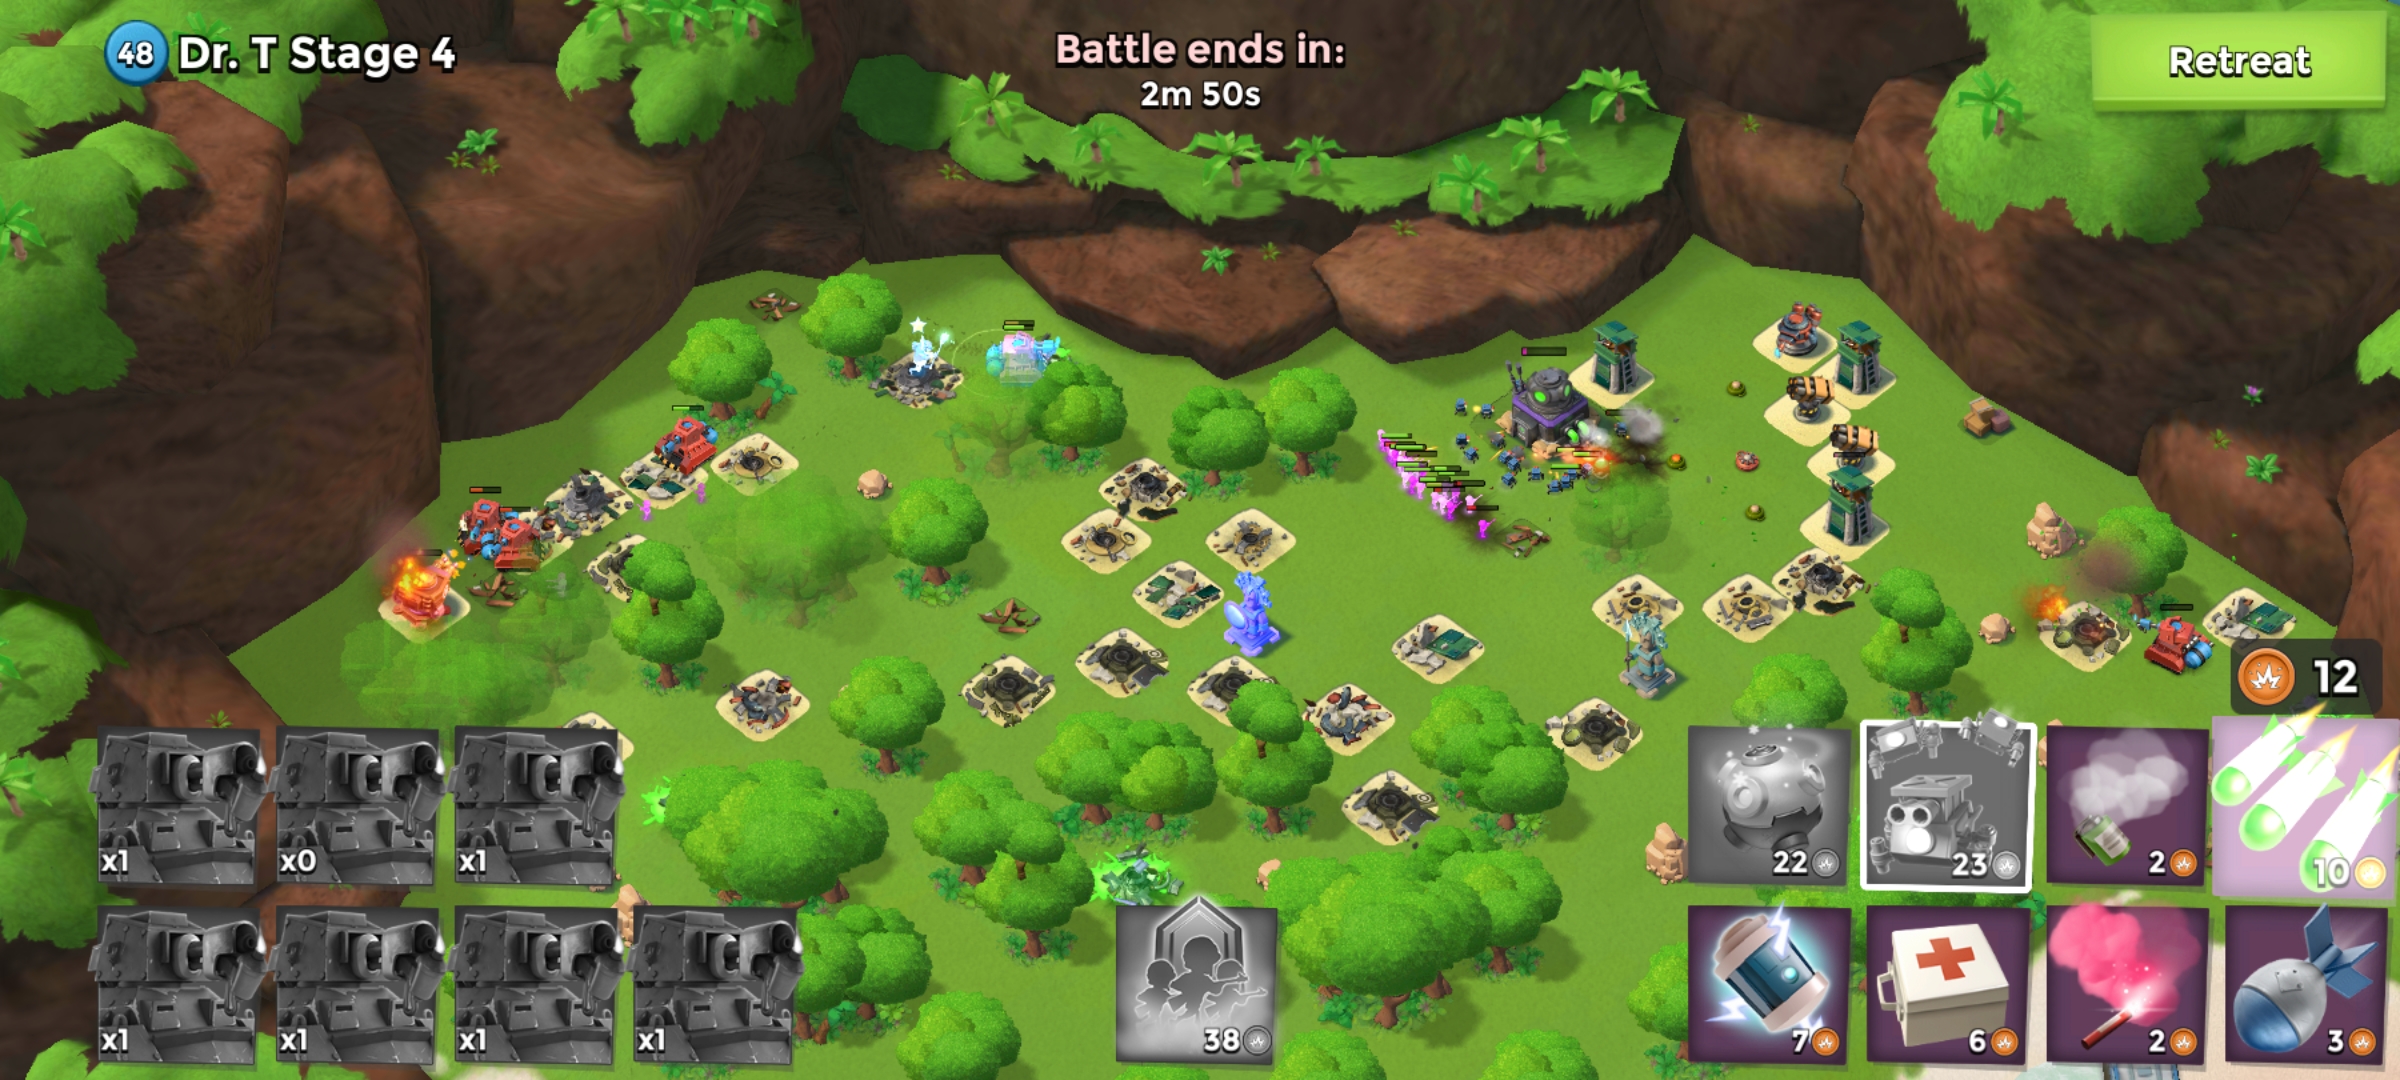 48 Dr. T Stage 4
Battle ends in:
2m 50s
Retreat
12
x1
x0
x1
22
23
2
10
x1
x1
x1
x1
38
7
6
2
3